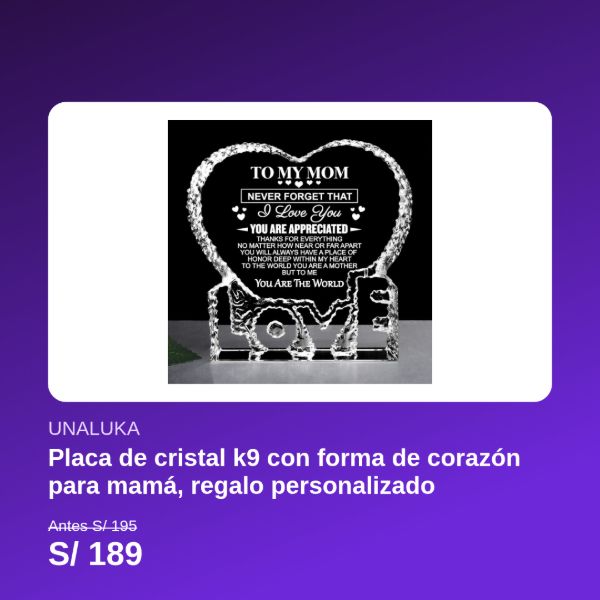 TO MY MOM
NEVER FORGET THAT
I Love You
YOU ARE APPRECIATED
THANKS FOR EVERYTHING
NO MATTER HOW NEAR OR FAR APART
YOU WILL ALWAYS HAVE A PLACE OF
HONOR DEEP WITHIN MY HEART
TO THE WORLD YOU ARE A MOTHER
BUT TO ME
YOU ARE THE WORLD
LOVE
UNALUKA
Placa de cristal k9 con forma de corazón
para mamá, regalo personalizado
Antes S/ 195
S/ 189